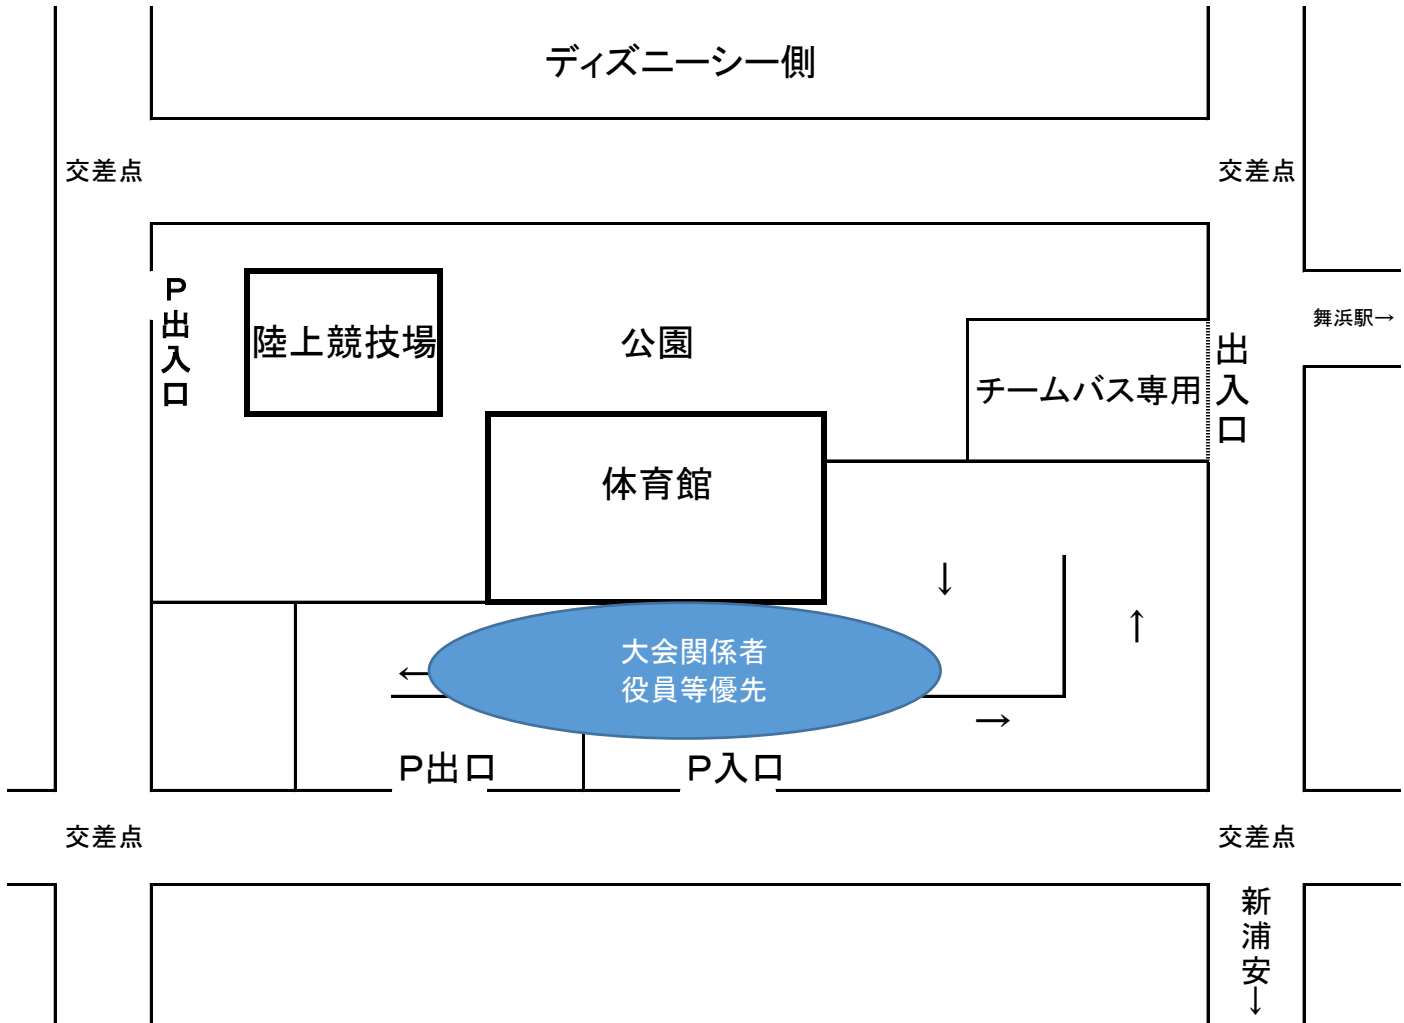 ディズニーシー側
交差点
交差点
P出入口
陸上競技場
公園
舞浜駅→
出入口
チームバス専用
体育館
↓
↑
大会関係者
役員等優先
←
→
P出口
P入口
交差点
交差点
新浦安↓